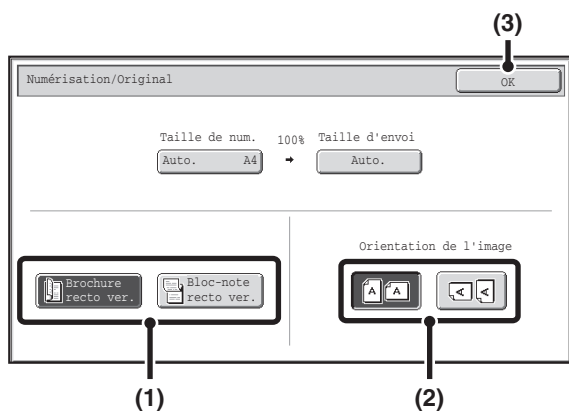 (3)
Numérisation/Original OK
Taille de num. 100% Taille d'envoi
Auto. A4 Auto.
Orientation de l'image
Brochure
recto ver.
Bloc-note
recto ver.
A A A A
(1) (2)